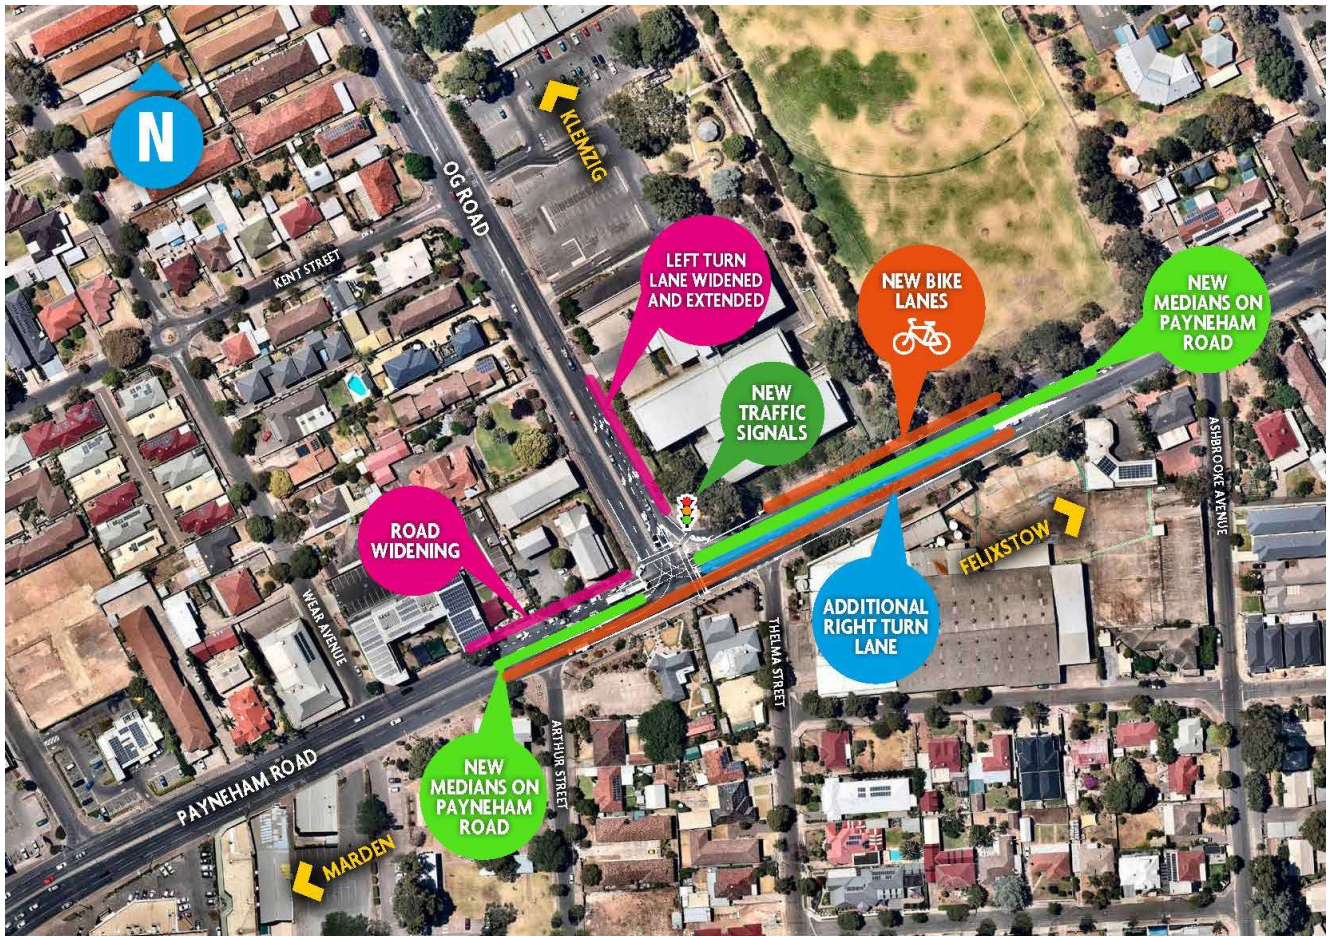 N
KLEMZIG
OG ROAD
KENT STREET
LEFT TURN
LANE WIDENED
AND EXTENDED
NEW BIKE
LANES
NEW
MEDIANS ON
PAYNEHAM
ROAD
NEW
TRAFFIC
SIGNALS
ASHBROOKE AVENUE
ROAD
WIDENING
FELIXSTOW
WEAR AVENUE
ADDITIONAL
RIGHT TURN
LANE
THELMA STREET
ARTHUR STREET
PAYNEHAM ROAD
NEW
MEDIANS ON
PAYNEHAM
ROAD
MARDEN